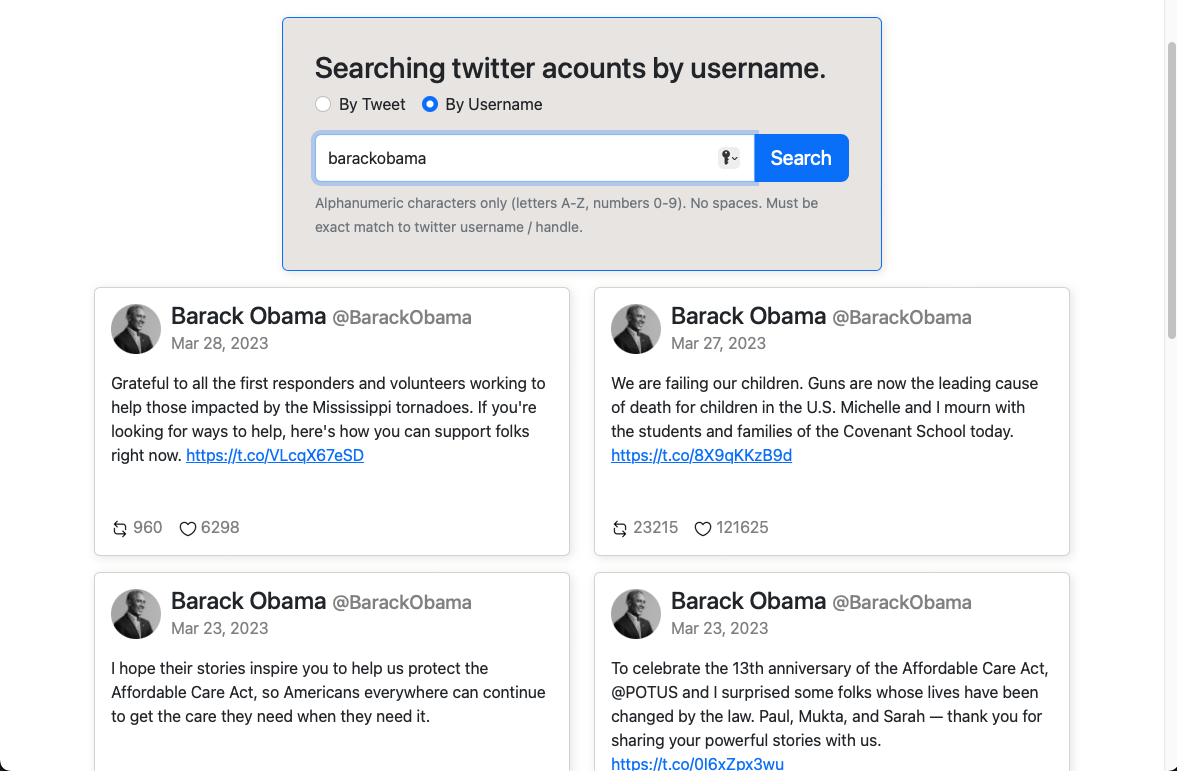 Searching twitter acounts by username.
By Tweet By Username
barackobama
Search
Alphanumeric characters only (letters A-Z, numbers 0-9). No spaces. Must be
exact match to twitter username / handle.
Barack Obama @BarackObama
Mar 28, 2023
Grateful to all the first responders and volunteers working to
help those impacted by the Mississippi tornadoes. If you're
looking for ways to help, here's how you can support folks
right now. https://t.co/VLcqX67eSD
960 6298
Barack Obama @BarackObama
Mar 27, 2023
We are failing our children. Guns are now the leading cause
of death for children in the U.S. Michelle and I mourn with
the students and families of the Covenant School today.
https://t.co/8X9qKKzB9d
23215 121625
Barack Obama @BarackObama
Mar 23, 2023
I hope their stories inspire you to help us protect the
Affordable Care Act, so Americans everywhere can continue
to get the care they need when they need it.
Barack Obama @BarackObama
Mar 23, 2023
To celebrate the 13th anniversary of the Affordable Care Act,
@POTUS and I surprised some folks whose lives have been
changed by the law. Paul, Mukta, and Sarah — thank you for
sharing your powerful stories with us.
https://t.co/0l6xZpx3wu